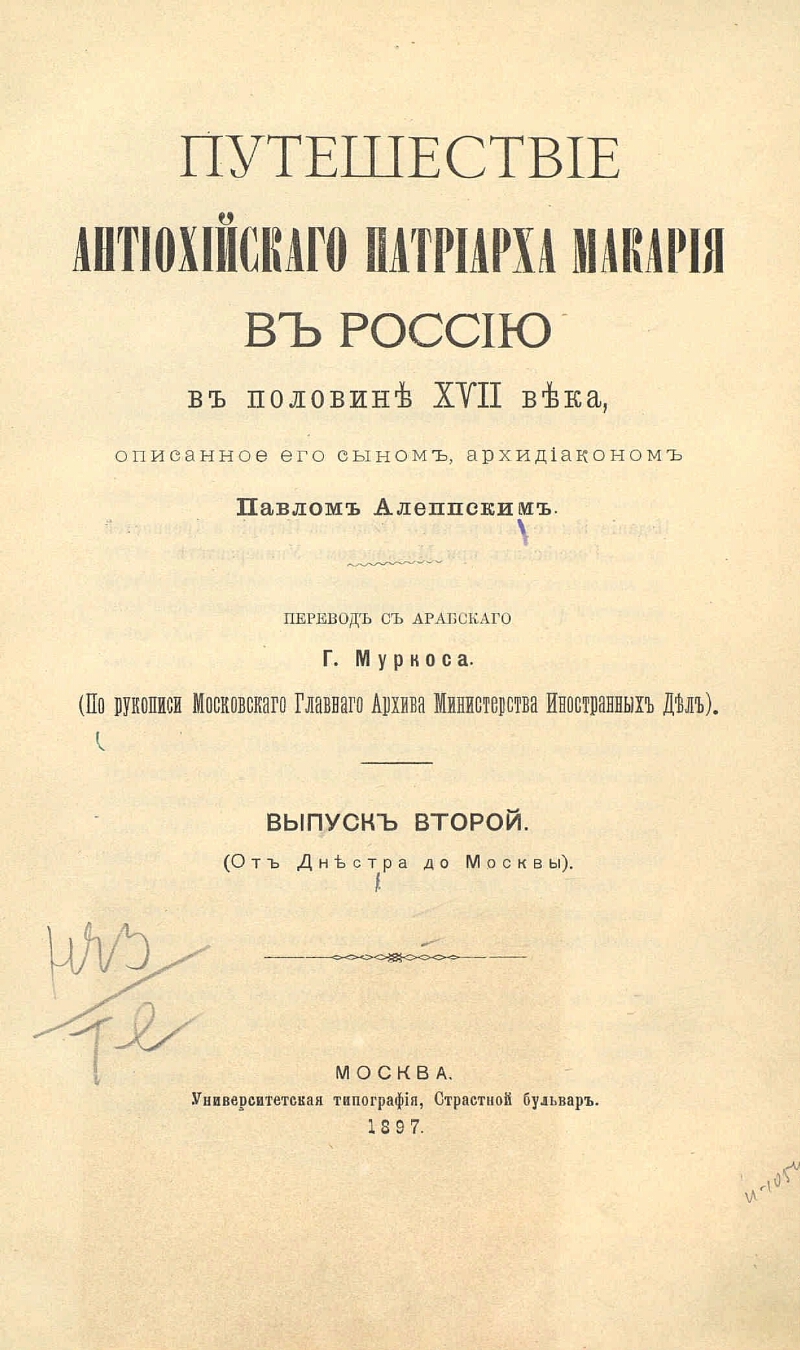 ПУТЕШЕСТВІЕ
АНТІОХІЙСКАГО ПАТРІАРХА МАКАРІЯ
ВЪ РОССІЮ
въ половинѣ XVII вѣка,
описанное его сыномъ, архидіакономъ
Павломъ Алеппскимъ.
ПЕРЕВОДЪ СЪ АРАБСКАГО
Г. Муркоса.
(По рукописи Московскаго Главнаго Архива Министерства Иностранныхъ Дѣлъ).
ВЫПУСКЪ ВТОРОЙ.
(Отъ Днѣстра до Москвы).
МОСКВА.
Университетская типографія, Страстной бульваръ.
1897.